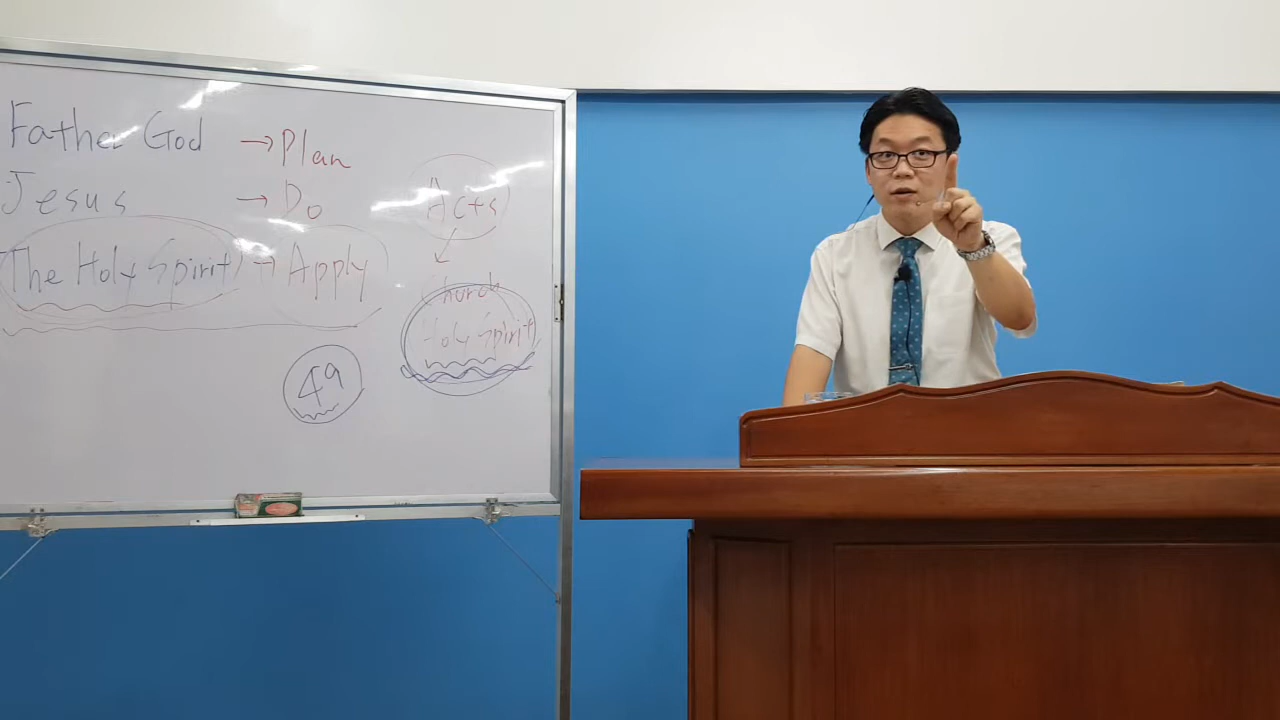 Father God → Plan
Jesus → Do
The Holy Spirit → Apply
Acts
Church
Holy Spirit
49